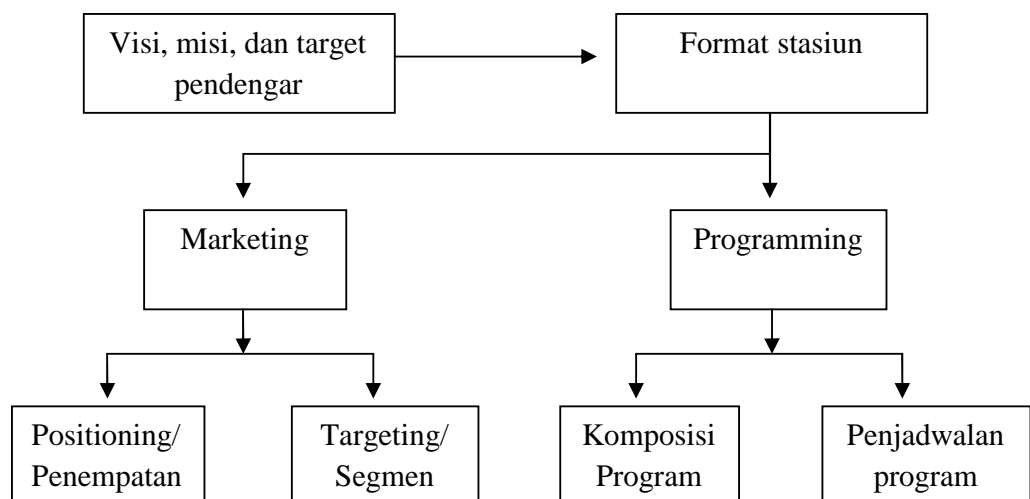 Visi, misi, dan target
pendengar
Format stasiun
Marketing
Programming
Positioning/
Penempatan
Targeting/
Segmen
Komposisi
Program
Penjadwalan
program